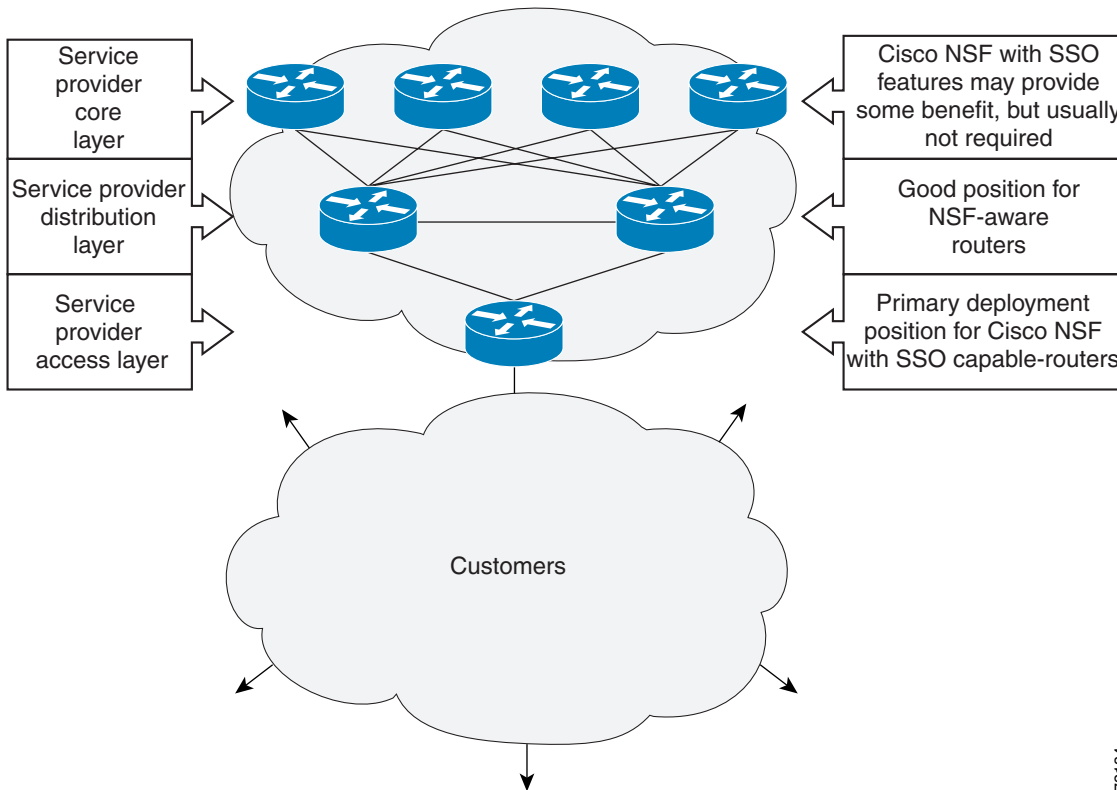 Service
provider
core
layer
Cisco NSF with SSO
features may provide
some benefit, but usually
not required
Service provider
distribution
layer
Good position for
NSF-aware
routers
Service
provider
access layer
Primary deployment
position for Cisco NSF
with SSO capable-routers
Customers